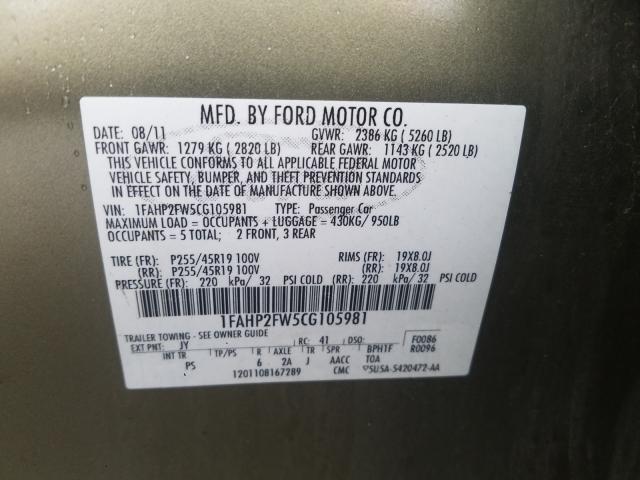 MFD. BY FORD MOTOR CO.
DATE: 08/11 GVWR: 2386 KG ( 5260 LB)
FRONT GAWR: 1279 KG ( 2820 LB) REAR GAWR: 1143 KG ( 2520 LB)
THIS VEHICLE CONFORMS TO ALL APPLICABLE FEDERAL MOTOR
VEHICLE SAFETY, BUMPER, AND THEFT PREVENTION STANDARDS
IN EFFECT ON THE DATE OF MANUFACTURE SHOWN ABOVE.
VIN: 1FAHP2FW5CG105981 TYPE: Passenger Car
MAXIMUM LOAD = OCCUPANTS + LUGGAGE = 430KG/ 950LB
OCCUPANTS = 5 TOTAL; 2 FRONT, 3 REAR
TIRE (FR): P255/45R19 100V RIMS (FR): 19X8.0J
(RR): P255/45R19 100V (RR): 19X8.0J
PRESSURE (FR): 220 kPa/ 32 PSI COLD (RR): 220 kPa/ 32 PSI COLD
1FAHP2FW5CG105981
TRAILER TOWING - SEE OWNER GUIDE
EXT PNT: JY RC: 41 DSO: F0086
INT TR TP/PS R AXLE TR SPR BPH1F R0096
PS 6 2A J AACC TOA
1201108167289 CMC 5U5A-5420472-AA